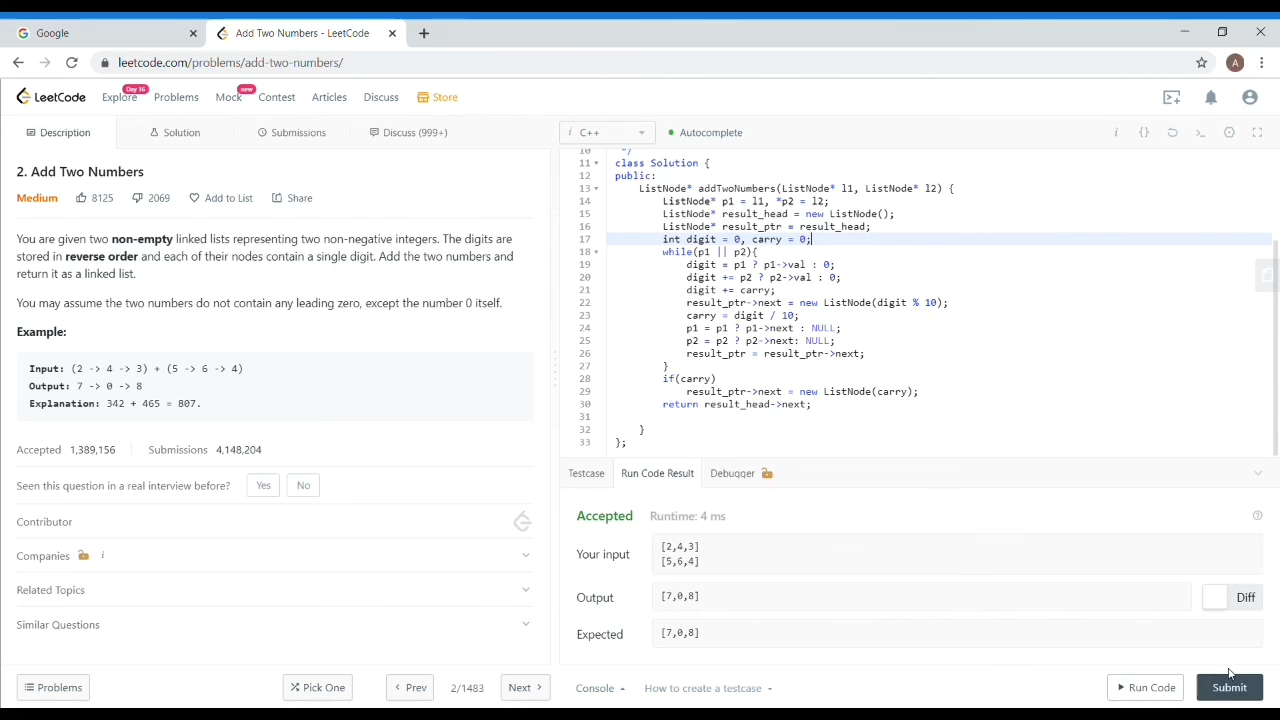 Google
Add Two Numbers - LeetCode
leetcode.com/problems/add-two-numbers/
A
LeetCode
Explore
Day 16
Problems
Mock
new
Contest
Articles
Discuss
Store
Description
Solution
Submissions
Discuss (999+)
i C++
Autocomplete
2. Add Two Numbers
Medium 8125 2069 Add to List Share
You are given two non-empty linked lists representing two non-negative integers. The digits are
stored in reverse order and each of their nodes contain a single digit. Add the two numbers and
return it as a linked list.
You may assume the two numbers do not contain any leading zero, except the number 0 itself.
Example:
Input: (2 -> 4 -> 3) + (5 -> 6 -> 4)
Output: 7 -> 0 -> 8
Explanation: 342 + 465 = 807.
Accepted 1,389,156 Submissions 4,148,204
Seen this question in a real interview before? Yes No
Contributor
Companies i
Related Topics
Similar Questions
Problems
Pick One
Prev
2/1483
Next
10 */
11 class Solution {
12 public:
13 ListNode* addTwoNumbers(ListNode* l1, ListNode* l2) {
14 ListNode* p1 = l1, *p2 = l2;
15 ListNode* result_head = new ListNode();
16 ListNode* result_ptr = result_head;
17 int digit = 0, carry = 0;
18 while(p1 || p2){
19 digit = p1 ? p1->val : 0;
20 digit += p2 ? p2->val : 0;
21 digit += carry;
22 result_ptr->next = new ListNode(digit % 10);
23 carry = digit / 10;
24 p1 = p1 ? p1->next : NULL;
25 p2 = p2 ? p2->next: NULL;
26 result_ptr = result_ptr->next;
27 }
28 if(carry)
29 result_ptr->next = new ListNode(carry);
30 return result_head->next;
31
32 }
33 };
Testcase
Run Code Result
Debugger
Accepted Runtime: 4 ms
Your input
[2,4,3]
[5,6,4]
Output
[7,0,8]
Diff
Expected
[7,0,8]
Console
How to create a testcase
Run Code
Submit